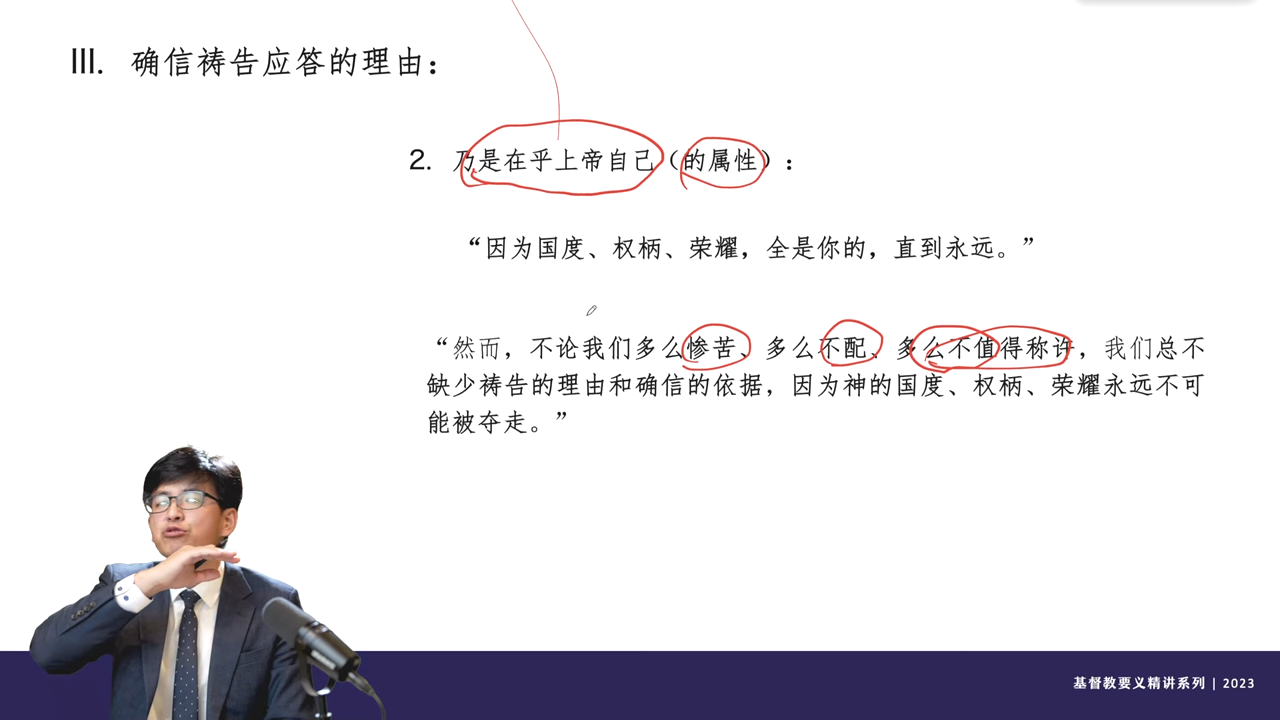 III. 确信祷告应答的理由：
2. 乃是在乎上帝自己（的属性）：
“因为国度、权柄、荣耀，全是你的，直到永远。”
“然而，不论我们多么惨苦、多么不配、多么不值得称许，我们总不
缺少祷告的理由和确信的依据，因为神的国度、权柄、荣耀永远不可
能被夺走。”
基督教要义精讲系列 | 2023